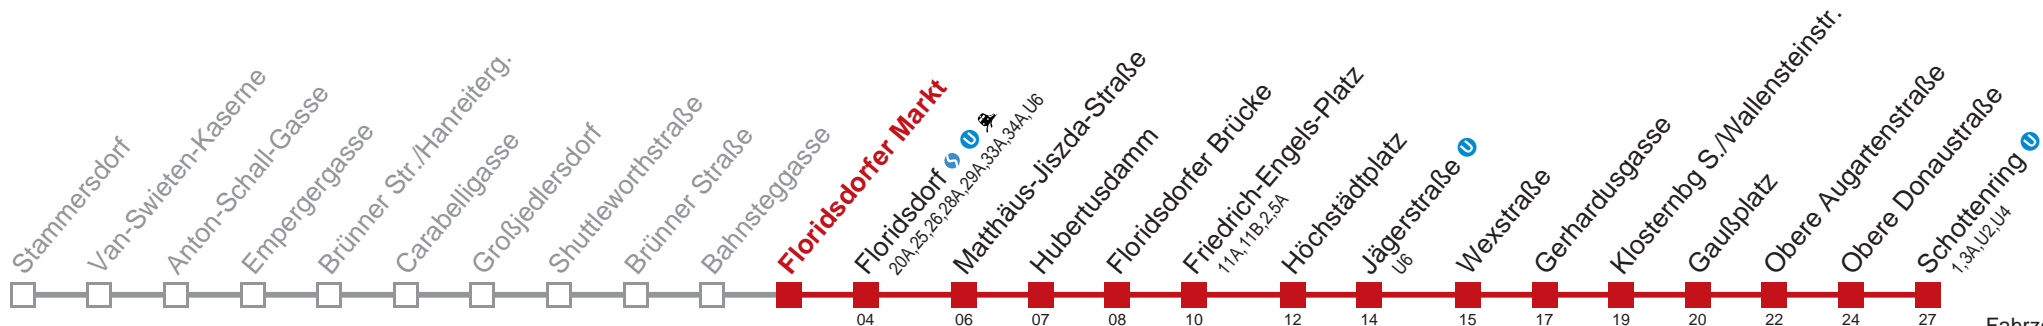 Stammersdorf
Van-Swieten-Kaserne
Anton-Schall-Gasse
Empergergasse
Brünner Str./Hanreiterg.
Carabelligasse
Großjedlersdorf
Shuttleworthstraße
Brünner Straße
Bahnsteggasse
Floridsdorfer Markt
Floridsdorf
20A,25,26,28A,29A,33A,34A,U6
Matthäus-Jiszda-Straße
Hubertusdamm
Floridsdorfer Brücke
Friedrich-Engels-Platz
11A,11B,2,5A
Höchstädtplatz
Jägerstraße U
U6
Wexstraße
Gerhardusgasse
Klosternbg S./Wallensteinstr.
Gaußplatz
Obere Augartenstraße
Obere Donaustraße
Schottenring U
1,3A,U2,U4
04 06 07 08 10 12 14 15 17 19 20 22 24 27